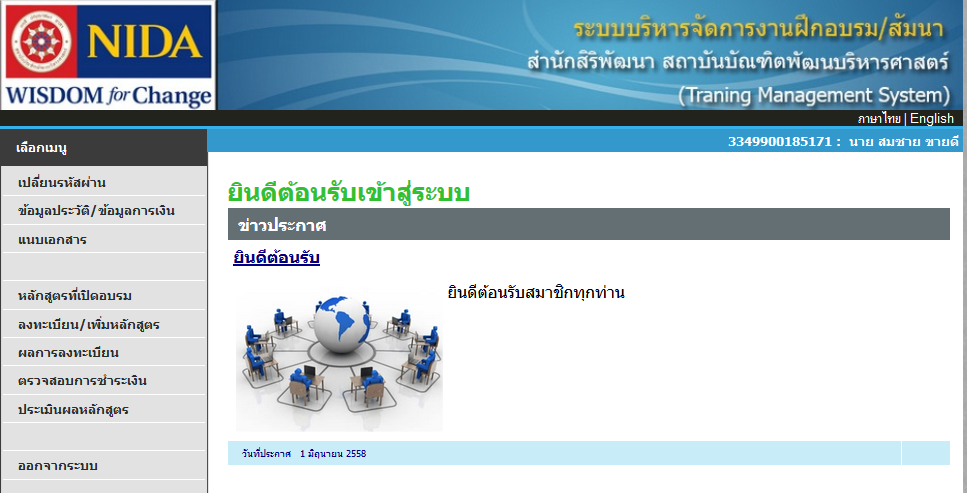 NIDA
WISDOM for Change
ระบบบริหารจัดการงานฝึกอบรม/สัมนา
สำนักสิริพัฒนา สถาบันบัณฑิตพัฒนบริหารศาสตร์
(Traning Management System)
ภาษาไทย | English
เลือกเมนู
3349900185171 : นาย สมชาย ขายดี
เปลี่ยนรหัสผ่าน
ข้อมูลประวัติ/ข้อมูลการเงิน
แนบเอกสาร
หลักสูตรที่เปิดอบรม
ลงทะเบียน/เพิ่มหลักสูตร
ผลการลงทะเบียน
ตรวจสอบการชำระเงิน
ประเมินผลหลักสูตร
ออกจากระบบ
ยินดีต้อนรับเข้าสู่ระบบ
ข่าวประกาศ
ยินดีต้อนรับ
ยินดีต้อนรับสมาชิกทุกท่าน
วันที่ประกาศ 1 มิถุนายน 2558